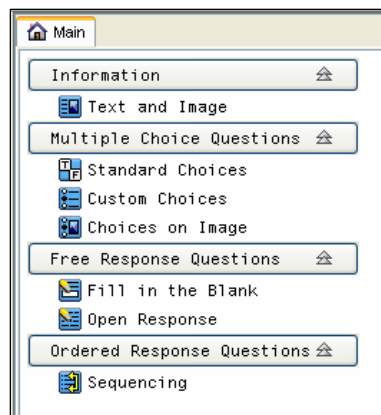 Main
Information
Text and Image
Multiple Choice Questions
T
F
Standard Choices
Custom Choices
Choices on Image
Free Response Questions
Fill in the Blank
Open Response
Ordered Response Questions
Sequencing